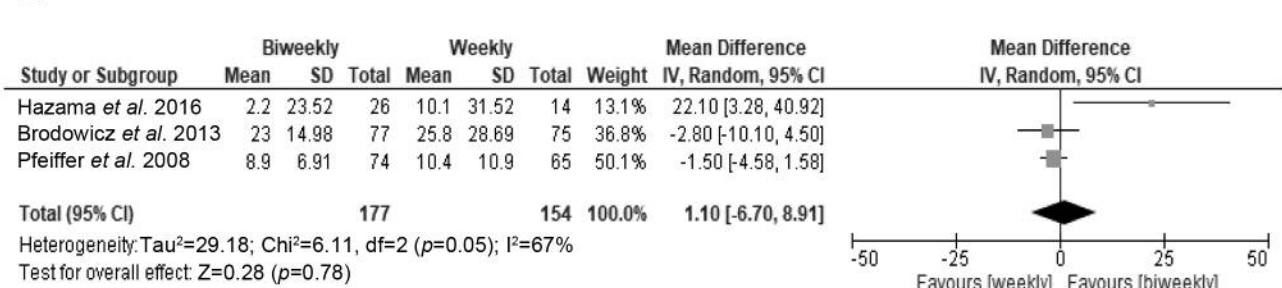 Biweekly Weekly Mean Difference Mean Difference
Study or Subgroup Mean SD Total Mean SD Total Weight IV, Random, 95% CI IV, Random, 95% CI
Hazama et al. 2016 2.2 23.52 26 10.1 31.52 14 13.1% 22.10 [3.28, 40.92]
Brodowicz et al. 2013 23 14.98 77 25.8 28.69 75 36.8% -2.80 [-10.10, 4.50]
Pfeiffer et al. 2008 8.9 6.91 74 10.4 10.9 65 50.1% -1.50 [-4.58, 1.58]
Total (95% CI) 177 154 100.0% 1.10 [-6.70, 8.91]
Heterogeneity:Tau²=29.18; Chi²=6.11, df=2 (p=0.05); I²=67%
Test for overall effect: Z=0.28 (p=0.78)
-50 -25 0 25 50
Favours [weekly] Favours [biweekly]